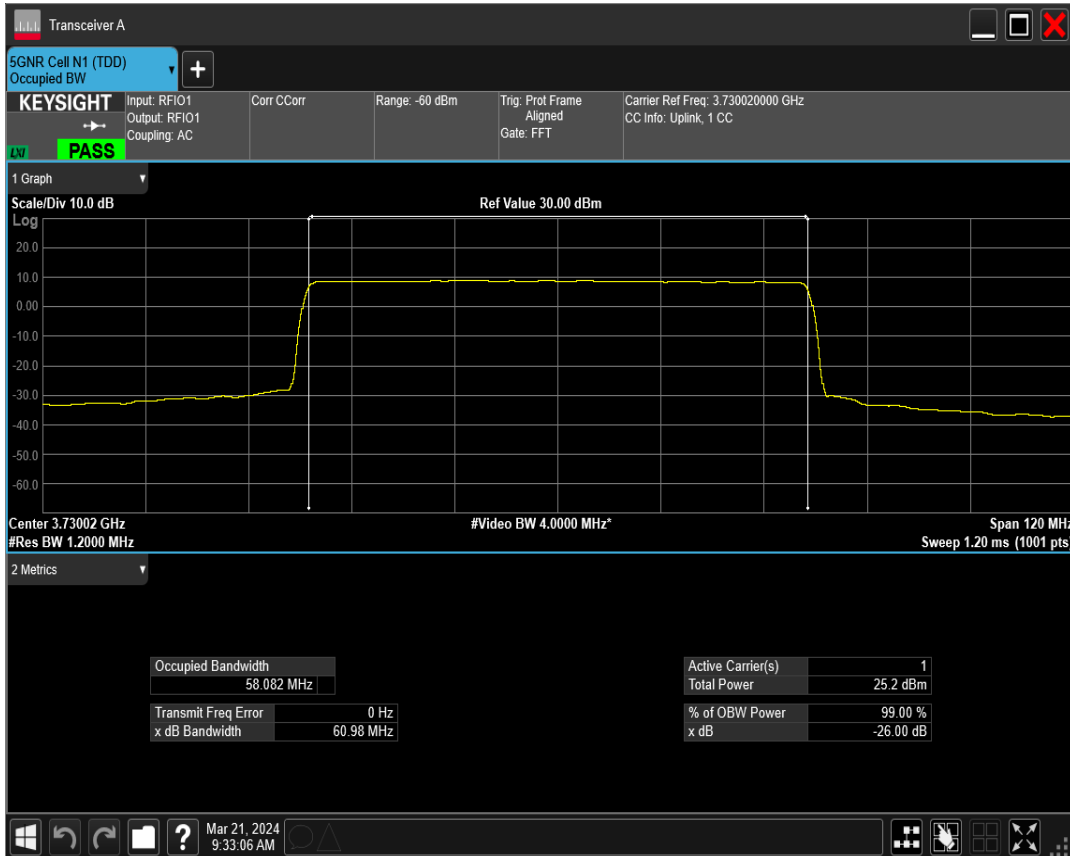 Transceiver A
5GNR Cell N1 (TDD)
Occupied BW
+
KEYSIGHT
LXI
PASS
Input: RFIO1
Output: RFIO1
Coupling: AC
Corr CCorr
Range: -60 dBm
Trig: Prot Frame
Aligned
Gate: FFT
Carrier Ref Freq: 3.730020000 GHz
CC Info: Uplink, 1 CC
1 Graph
Scale/Div 10.0 dB
Ref Value 30.00 dBm
Log
20.0
10.0
0.00
-10.0
-20.0
-30.0
-40.0
-50.0
-60.0
Center 3.73002 GHz
#Video BW 4.0000 MHz*
Span 120 MHz
#Res BW 1.2000 MHz
Sweep 1.20 ms (1001 pts)
2 Metrics
Occupied Bandwidth
58.082 MHz
Transmit Freq Error 0 Hz
x dB Bandwidth 60.98 MHz
Active Carrier(s) 1
Total Power 25.2 dBm
% of OBW Power 99.00 %
x dB -26.00 dB
?
Mar 21, 2024
9:33:06 AM